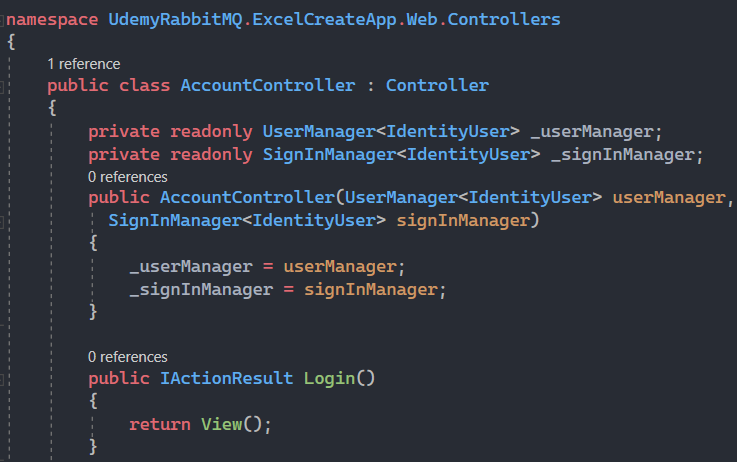 namespace UdemyRabbitMQ.ExcelCreateApp.Web.Controllers
{
1 reference
public class AccountController : Controller
{
private readonly UserManager<IdentityUser> _userManager;
private readonly SignInManager<IdentityUser> _signInManager;
0 references
public AccountController(UserManager<IdentityUser> userManager,
SignInManager<IdentityUser> signInManager)
{
_userManager = userManager;
_signInManager = signInManager;
}
0 references
public IActionResult Login()
{
return View();
}